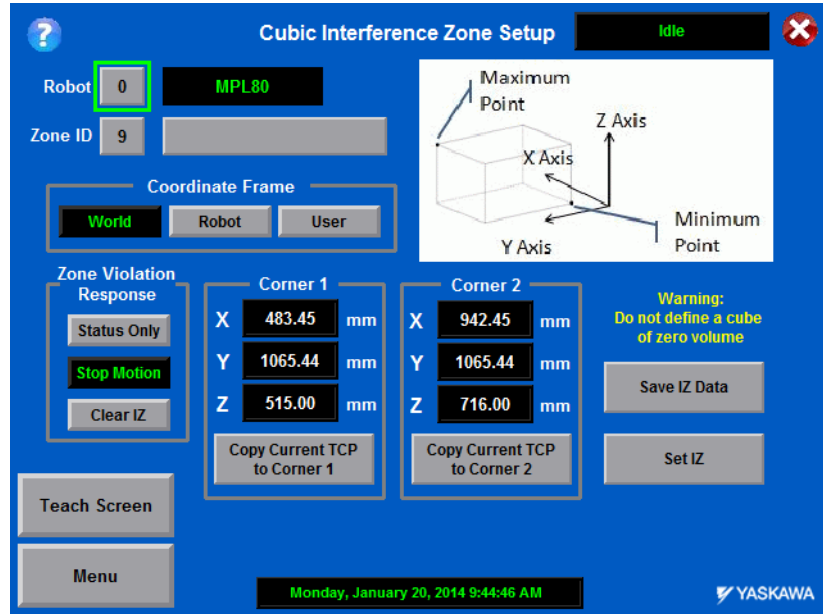 ?
Cubic Interference Zone Setup
Idle
X
Robot
0
MPL80
Zone ID
9
Maximum
Point
Z Axis
X Axis
Y Axis
Minimum
Point
Coordinate Frame
World
Robot
User
Zone Violation
Response
Status Only
Stop Motion
Clear IZ
Corner 1
X 483.45 mm
Y 1065.44 mm
Z 515.00 mm
Copy Current TCP
to Corner 1
Corner 2
X 942.45 mm
Y 1065.44 mm
Z 716.00 mm
Copy Current TCP
to Corner 2
Warning:
Do not define a cube
of zero volume
Save IZ Data
Set IZ
Teach Screen
Menu
Monday, January 20, 2014 9:44:46 AM
YASKAWA